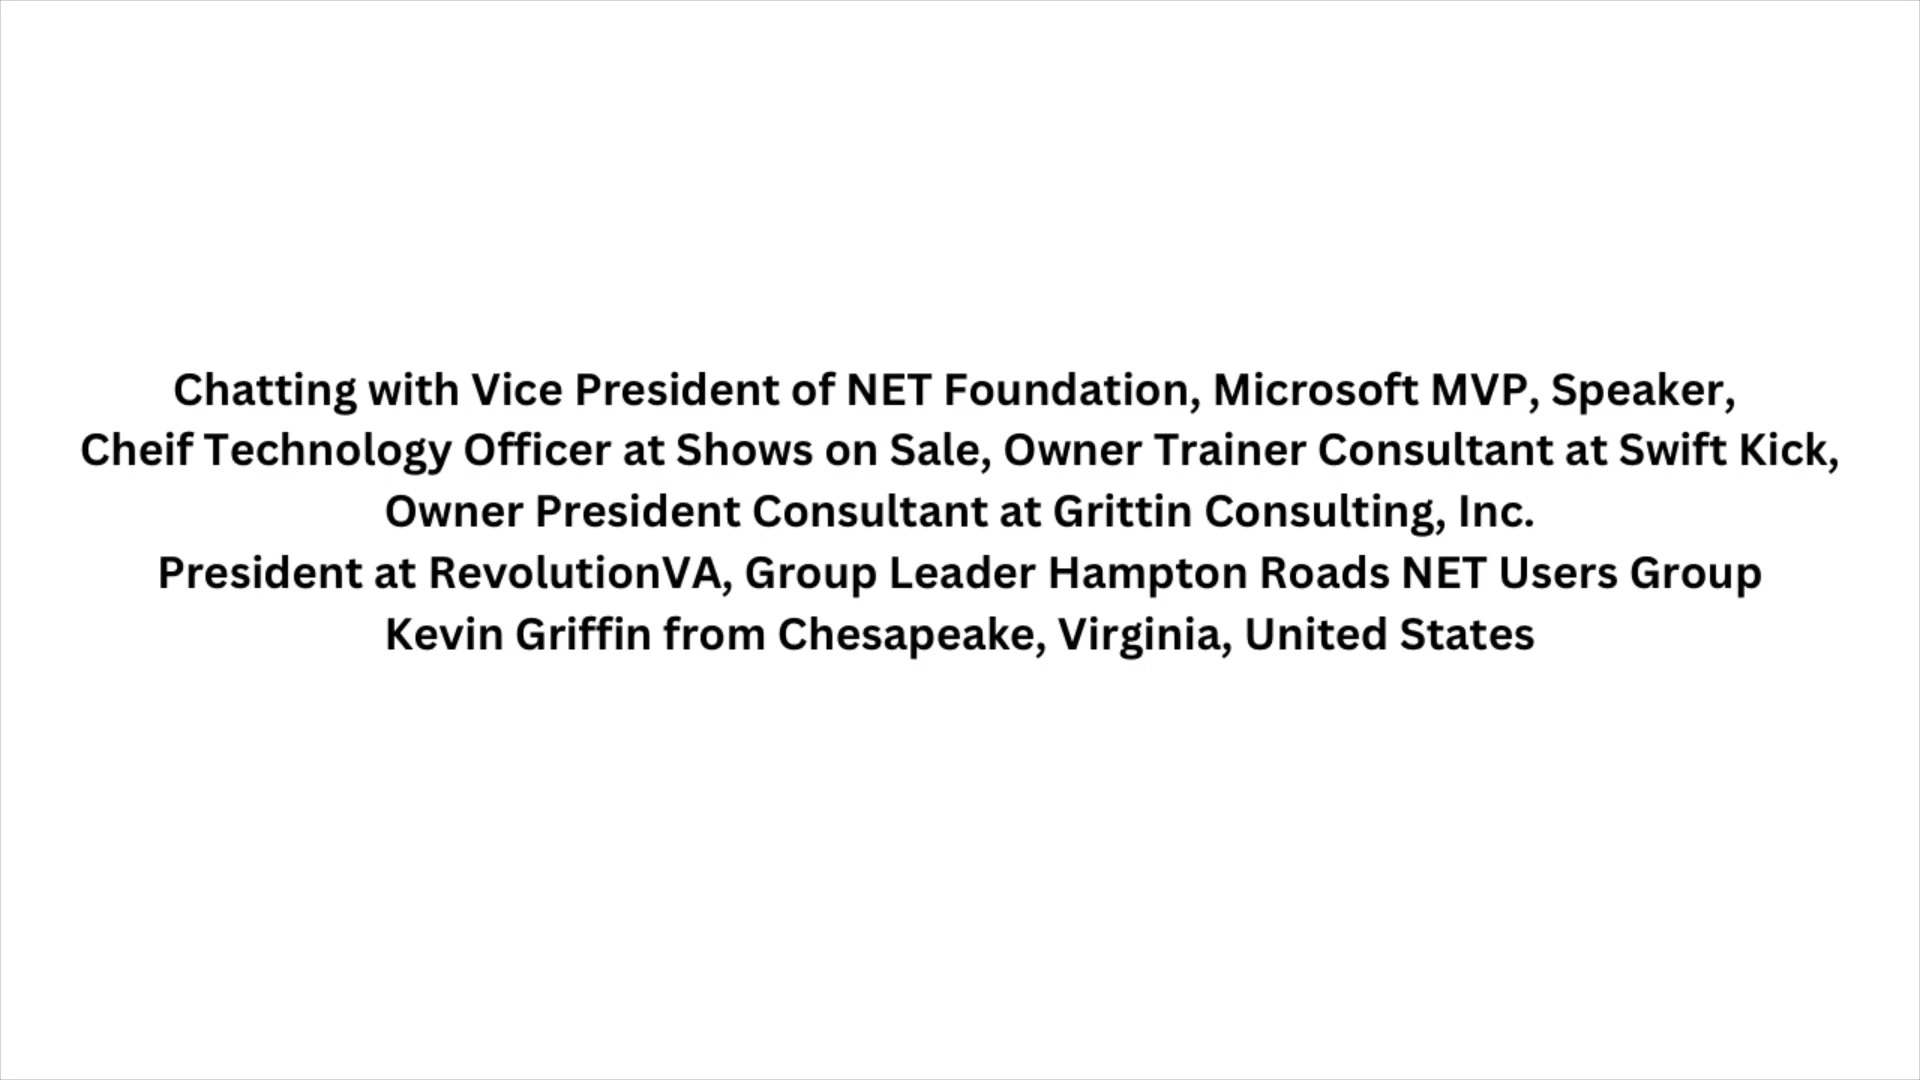 Chatting with Vice President of NET Foundation, Microsoft MVP, Speaker,
Cheif Technology Officer at Shows on Sale, Owner Trainer Consultant at Swift Kick,
Owner President Consultant at Grittin Consulting, Inc.
President at RevolutionVA, Group Leader Hampton Roads NET Users Group
Kevin Griffin from Chesapeake, Virginia, United States